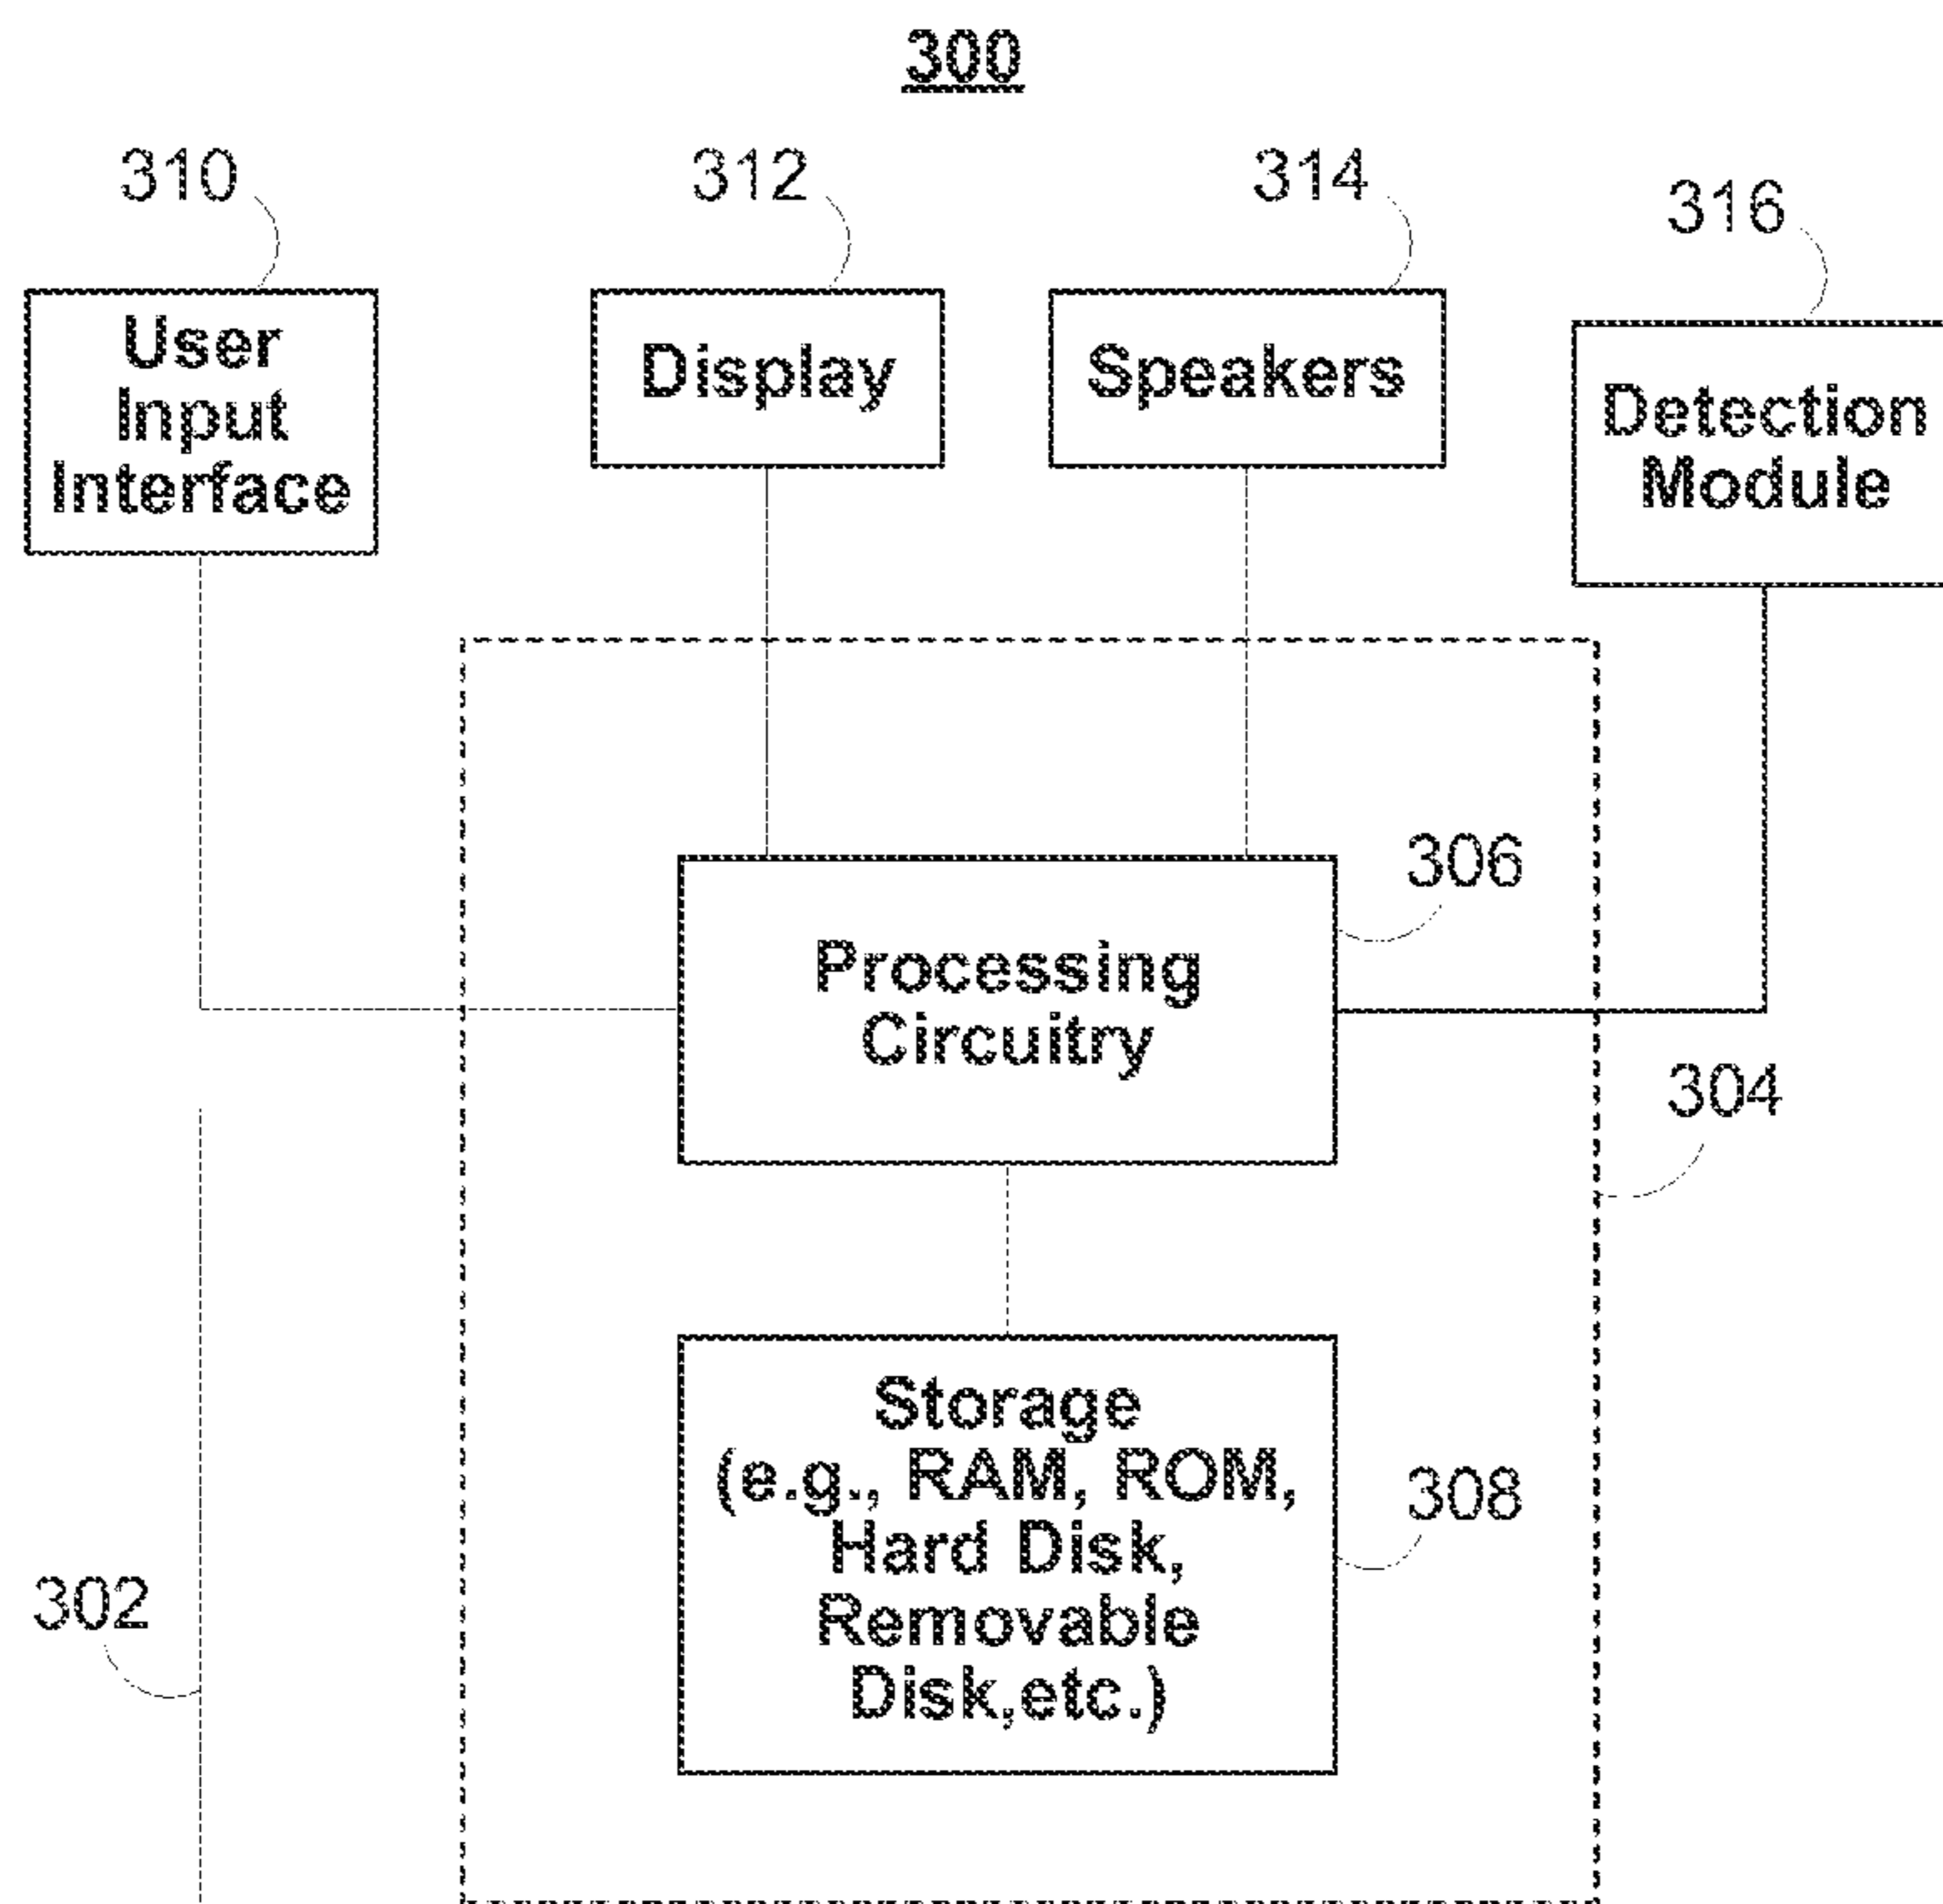 300
310
312
314
316
User
Input
Interface
Display
Speakers
Detection
Module
306
Processing
Circuitry
304
Storage
(e.g., RAM, ROM,
Hard Disk,
Removable
Disk,etc.)
308
302